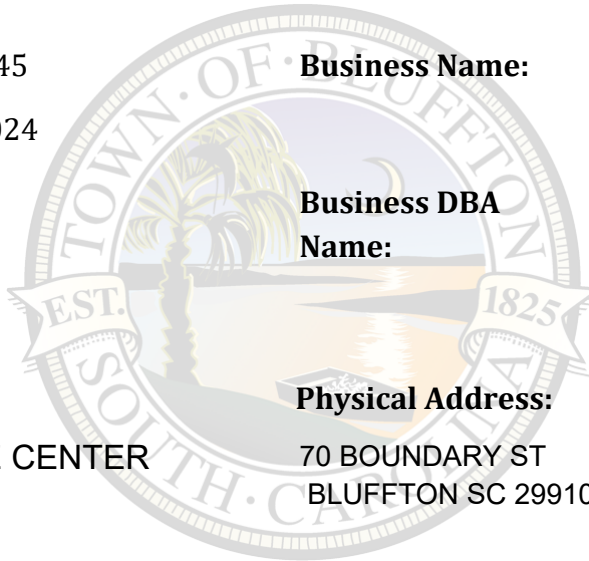 45
Business Name:
024
Business DBA
Name:
Physical Address:
CENTER
70 BOUNDARY ST
BLUFFTON SC 29910
TOWN · OF · BLUFFTON
EST. 1825
SOUTH · CAROLINA